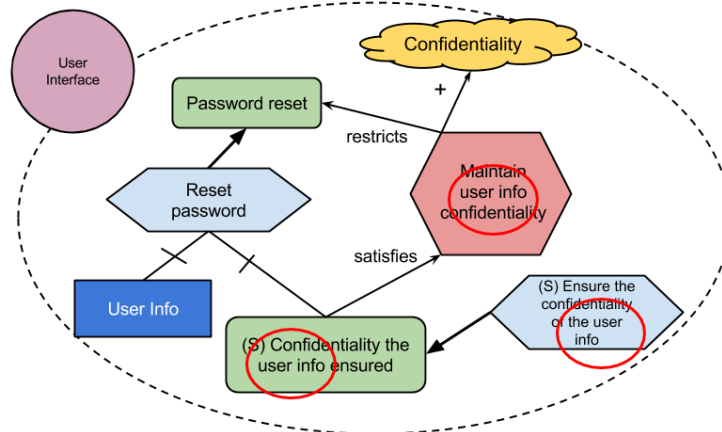 User
Interface
Confidentiality
Password reset
+
restricts
Reset
password
Maintain
user info
confidentiality
satisfies
User Info
(S) Ensure the
confidentiality
of the user
info
(S) Confidentiality the
user info ensured